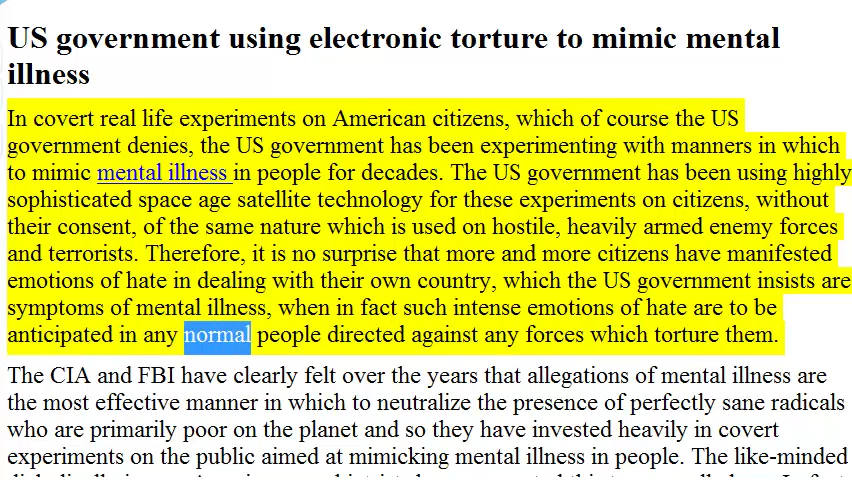 US government using electronic torture to mimic mental
illness
In covert real life experiments on American citizens, which of course the US
government denies, the US government has been experimenting with manners in which
to mimic mental illness in people for decades. The US government has been using highly
sophisticated space age satellite technology for these experiments on citizens, without
their consent, of the same nature which is used on hostile, heavily armed enemy forces
and terrorists. Therefore, it is no surprise that more and more citizens have manifested
emotions of hate in dealing with their own country, which the US government insists are
symptoms of mental illness, when in fact such intense emotions of hate are to be
anticipated in any normal people directed against any forces which torture them.
The CIA and FBI have clearly felt over the years that allegations of mental illness are
the most effective manner in which to neutralize the presence of perfectly sane radicals
who are primarily poor on the planet and so they have invested heavily in covert
experiments on the public aimed at mimicking mental illness in people. The like-minded